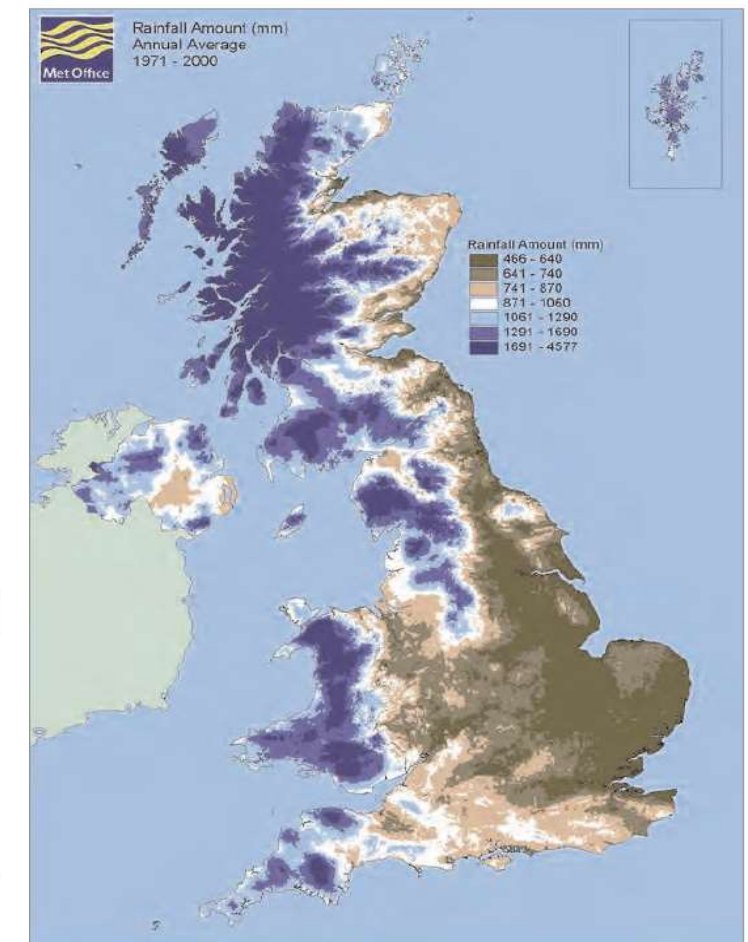 Met Office
Rainfall Amount (mm)
Annual Average
1971 - 2000
Rainfall Amount (mm)
466 - 640
641 - 740
741 - 870
871 - 1060
1061 - 1290
1291 - 1690
1691 - 4577